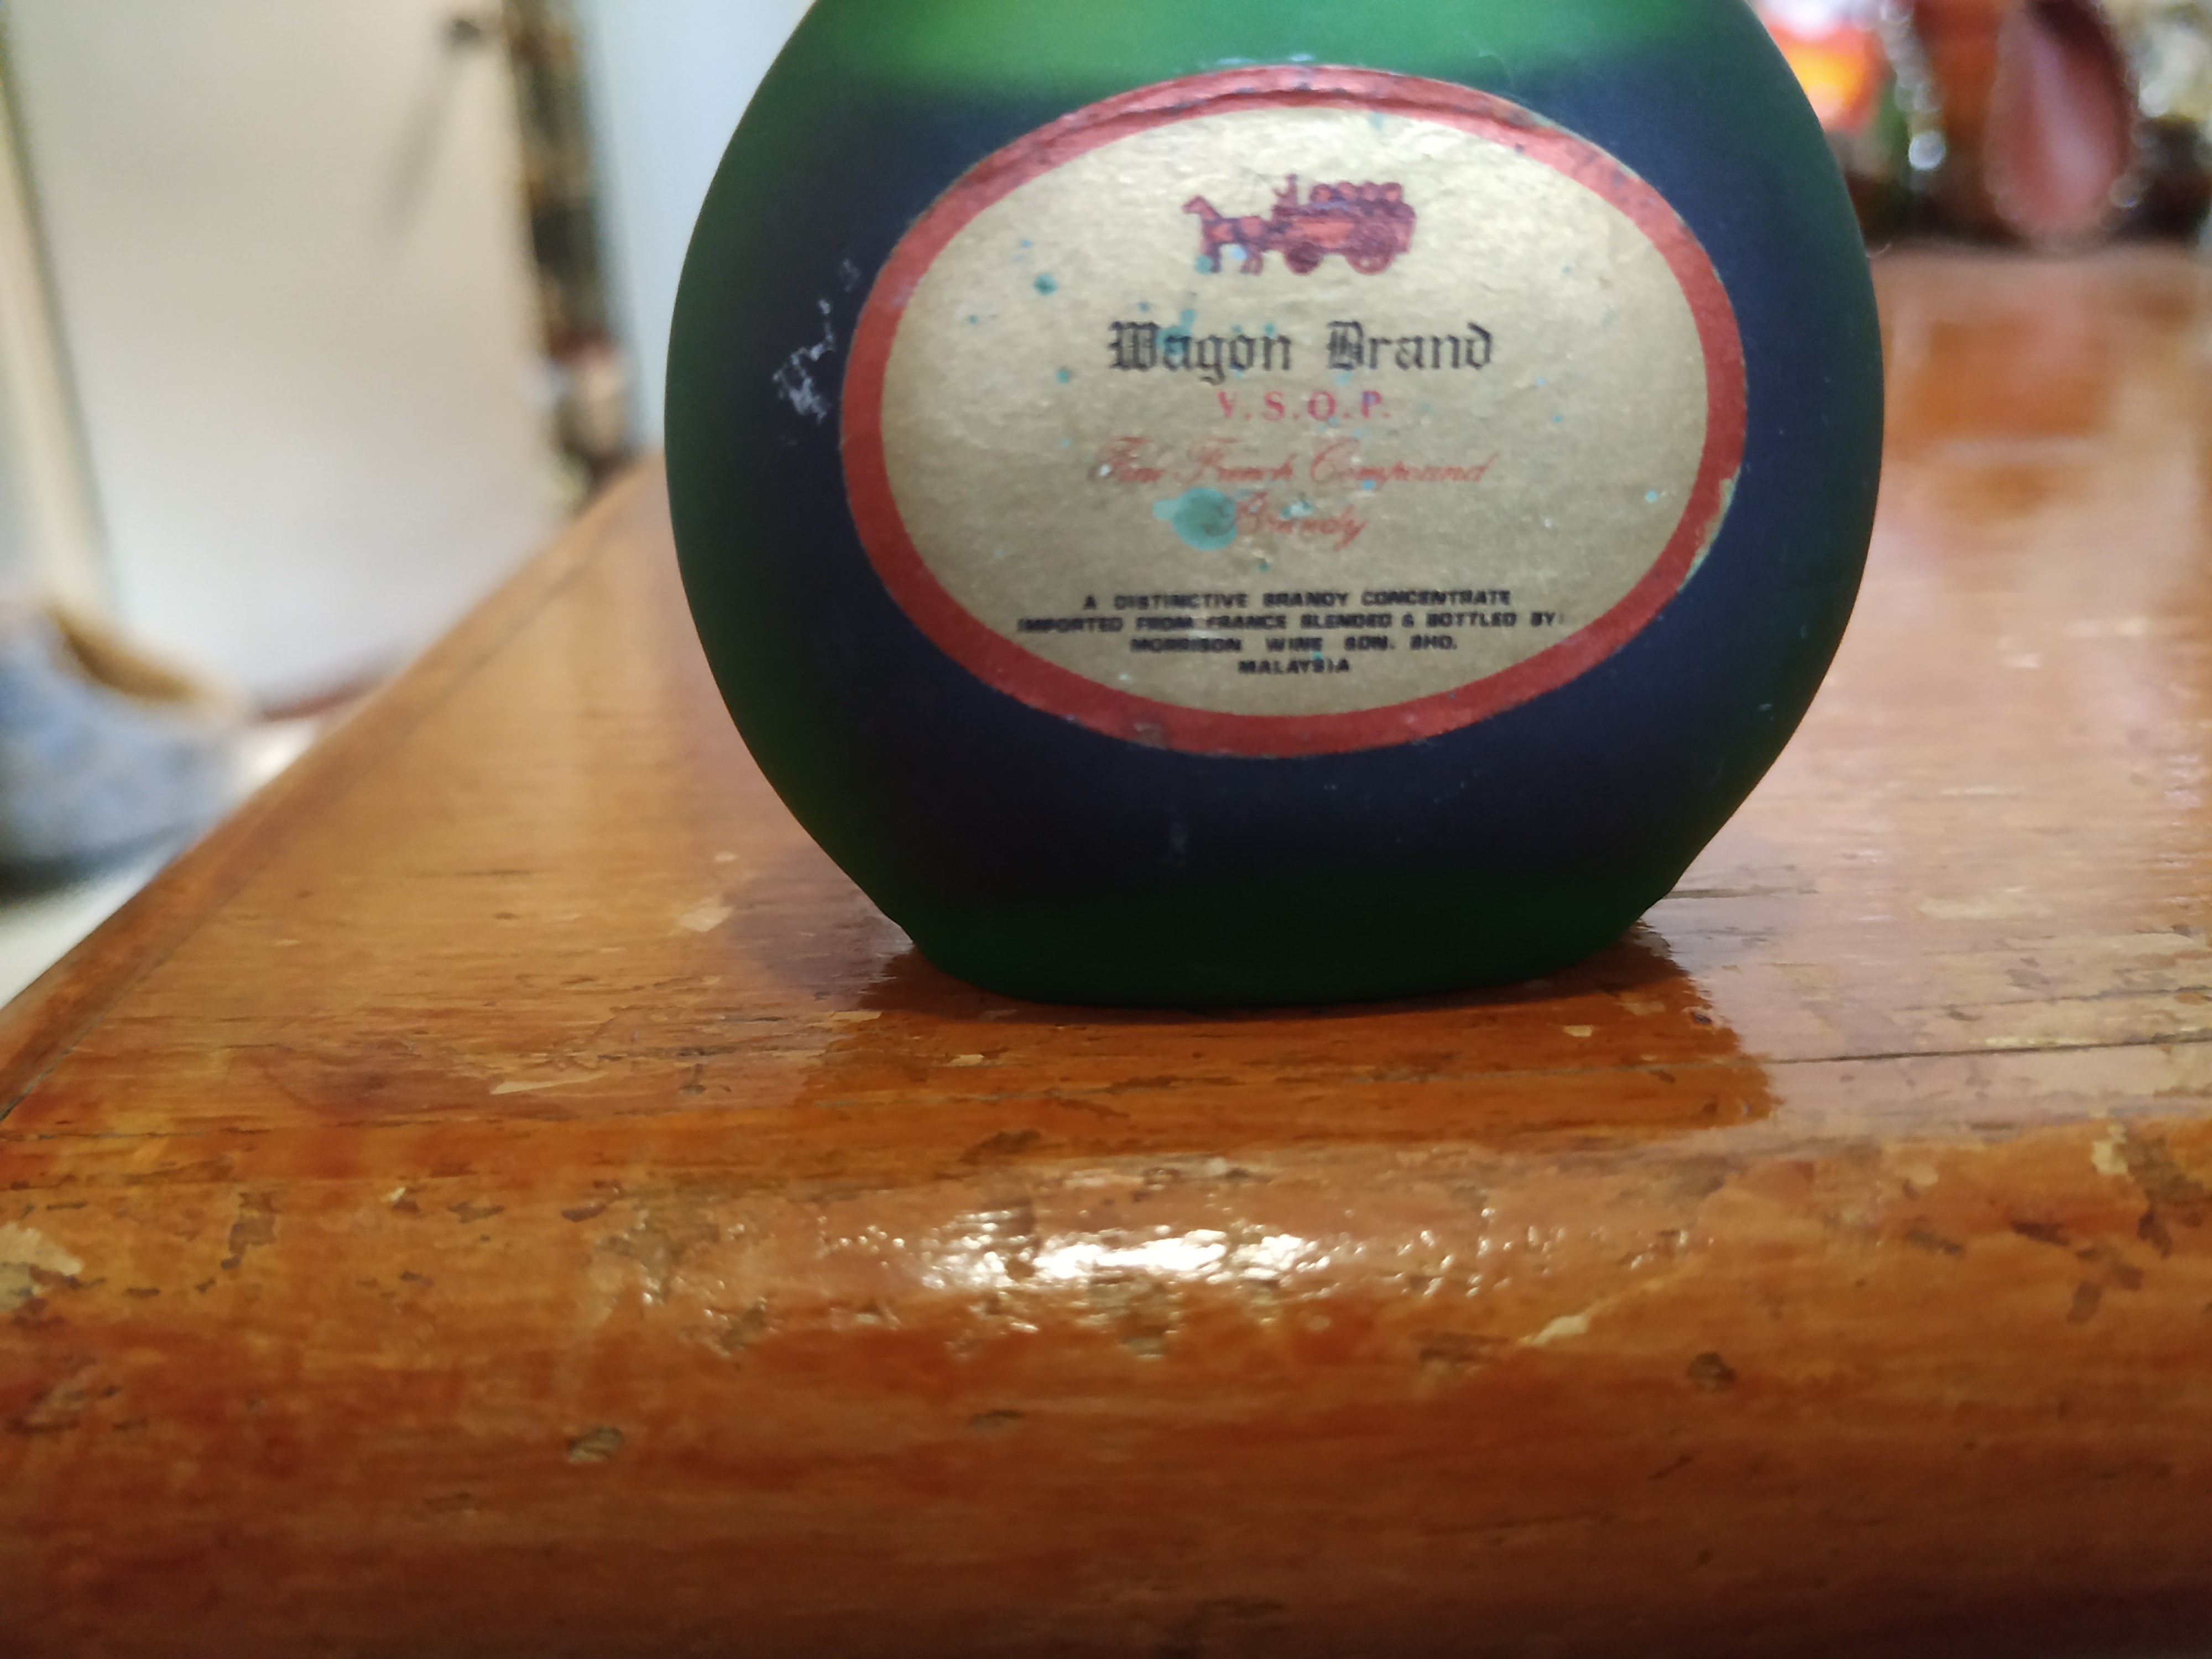 Wagon Brand
V.S.O.P.
Fine French Compound
Brandy
A DISTINCTIVE BRANDY CONCENTRATE
IMPORTED FROM FRANCE BLENDED & BOTTLED BY:
MORRISON WINE SDN. BHD.
MALAYSIA